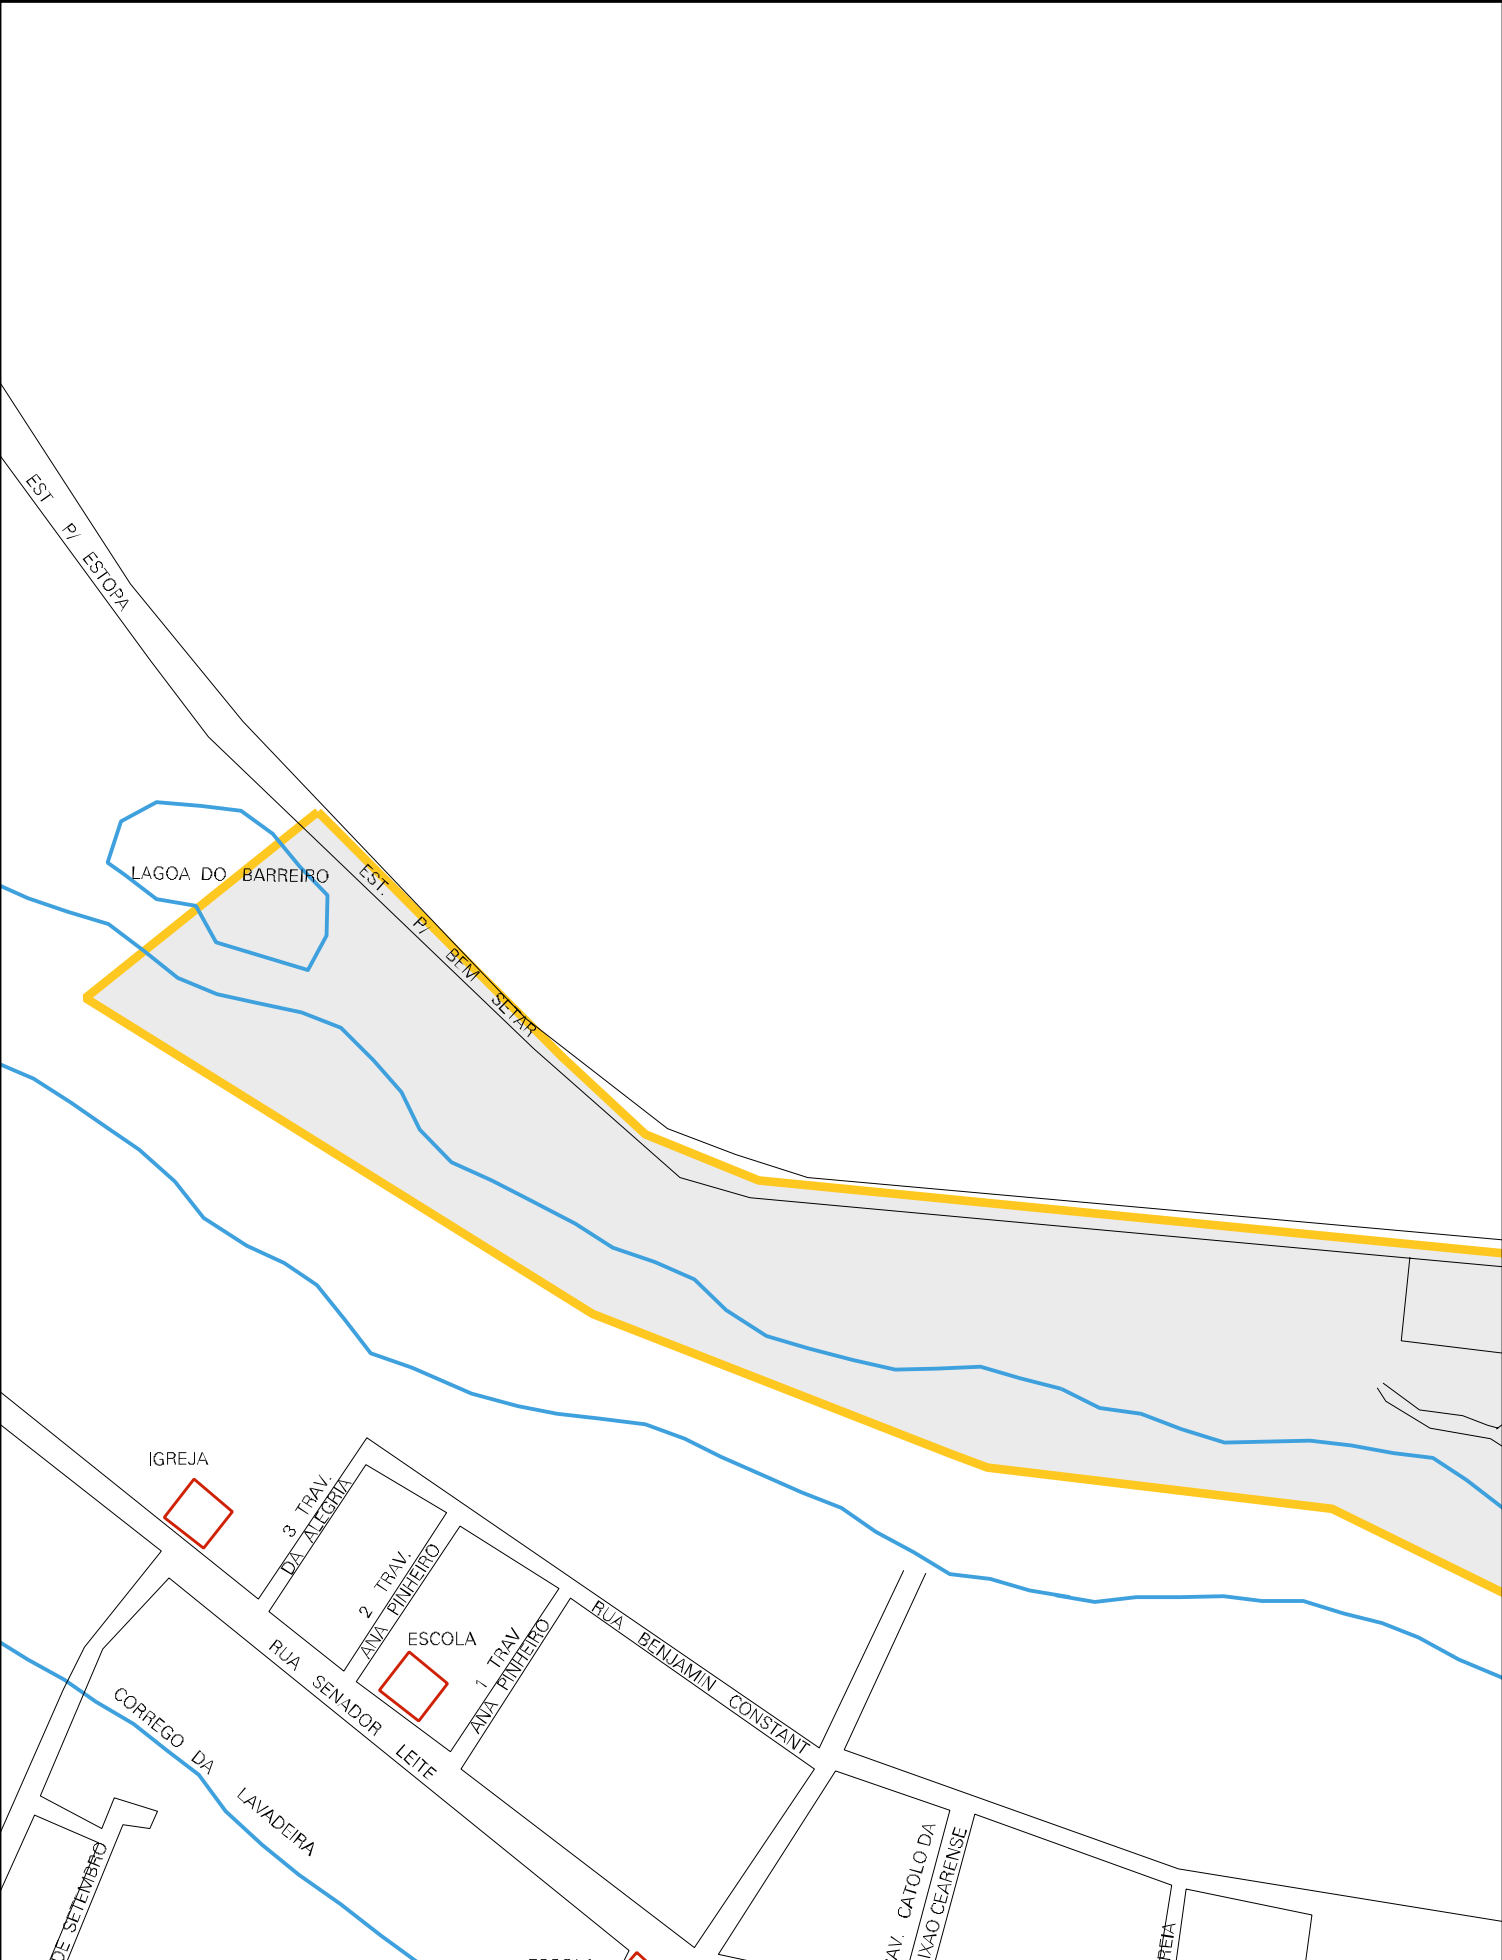 EST P/ ESTOPA
LAGOA DO BARREIRO
EST. P/ BEM SETAR
IGREJA
3 TRAV.
DA ALEGRIA
2 TRAV.
ANA PINHEIRO
ESCOLA
1 TRAV
ANA PINHEIRO
RUA BENJAMIN CONSTANT
RUA SENADOR LEITE
CORREGO DA LAVADEIRA
DE SETEMBRO
AV. CATOLO DA
IXAO CEARENSE
REIA